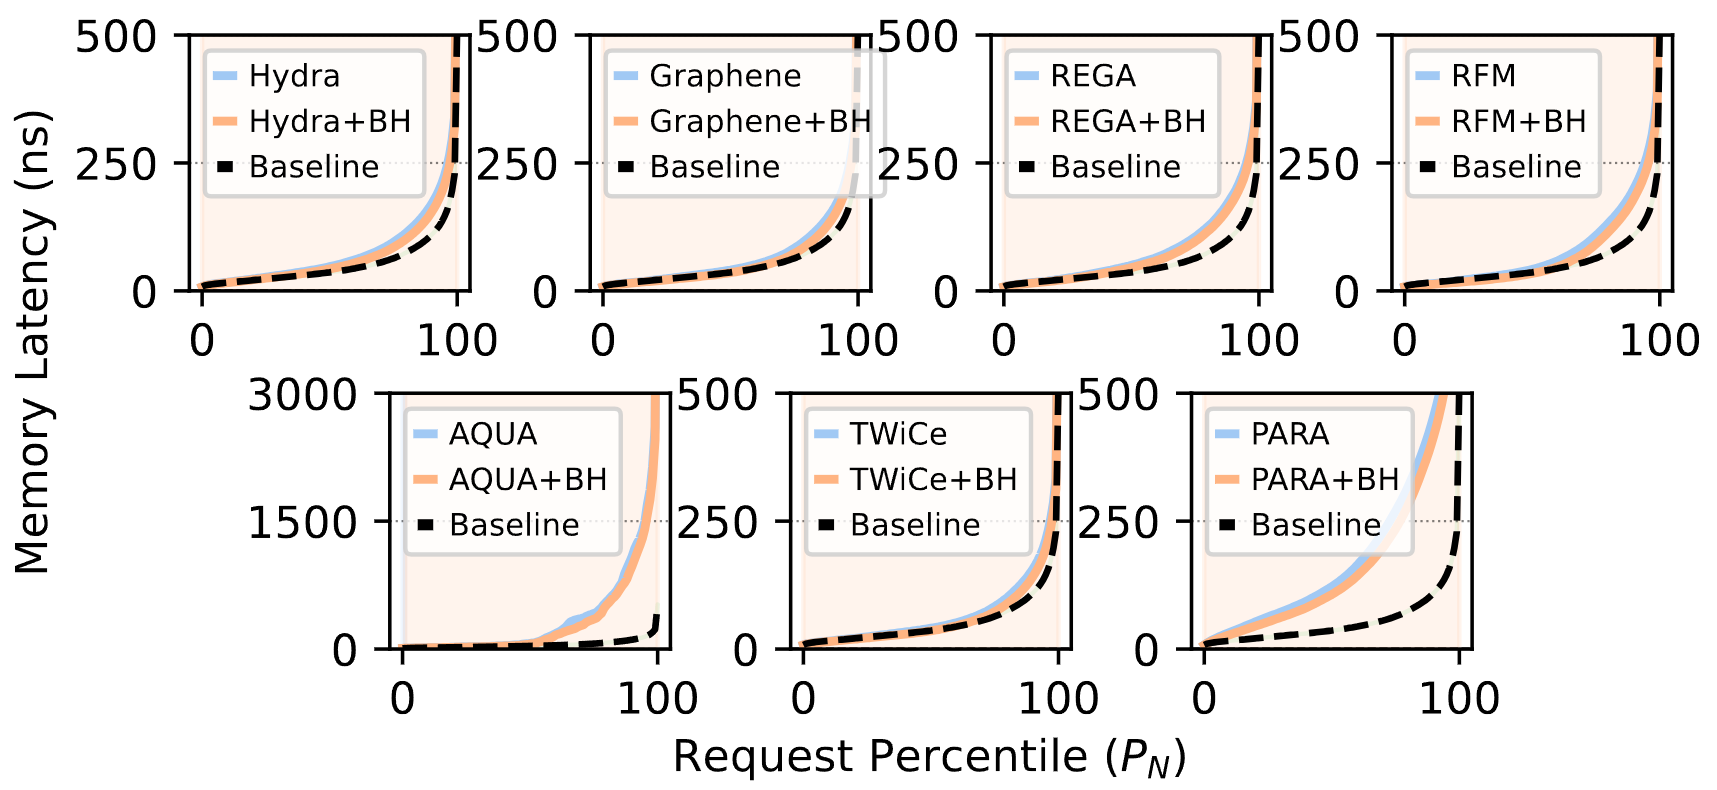 Memory Latency (ns)
500
250
0
0
100
Hydra
Hydra+BH
Baseline
500
250
0
0
100
Graphene
Graphene+BH
Baseline
500
250
0
0
100
REGA
REGA+BH
Baseline
500
250
0
0
100
RFM
RFM+BH
Baseline
3000
1500
0
0
100
AQUA
AQUA+BH
Baseline
500
250
0
0
100
TWiCe
TWiCe+BH
Baseline
500
250
0
0
100
PARA
PARA+BH
Baseline
Request Percentile (P_N)